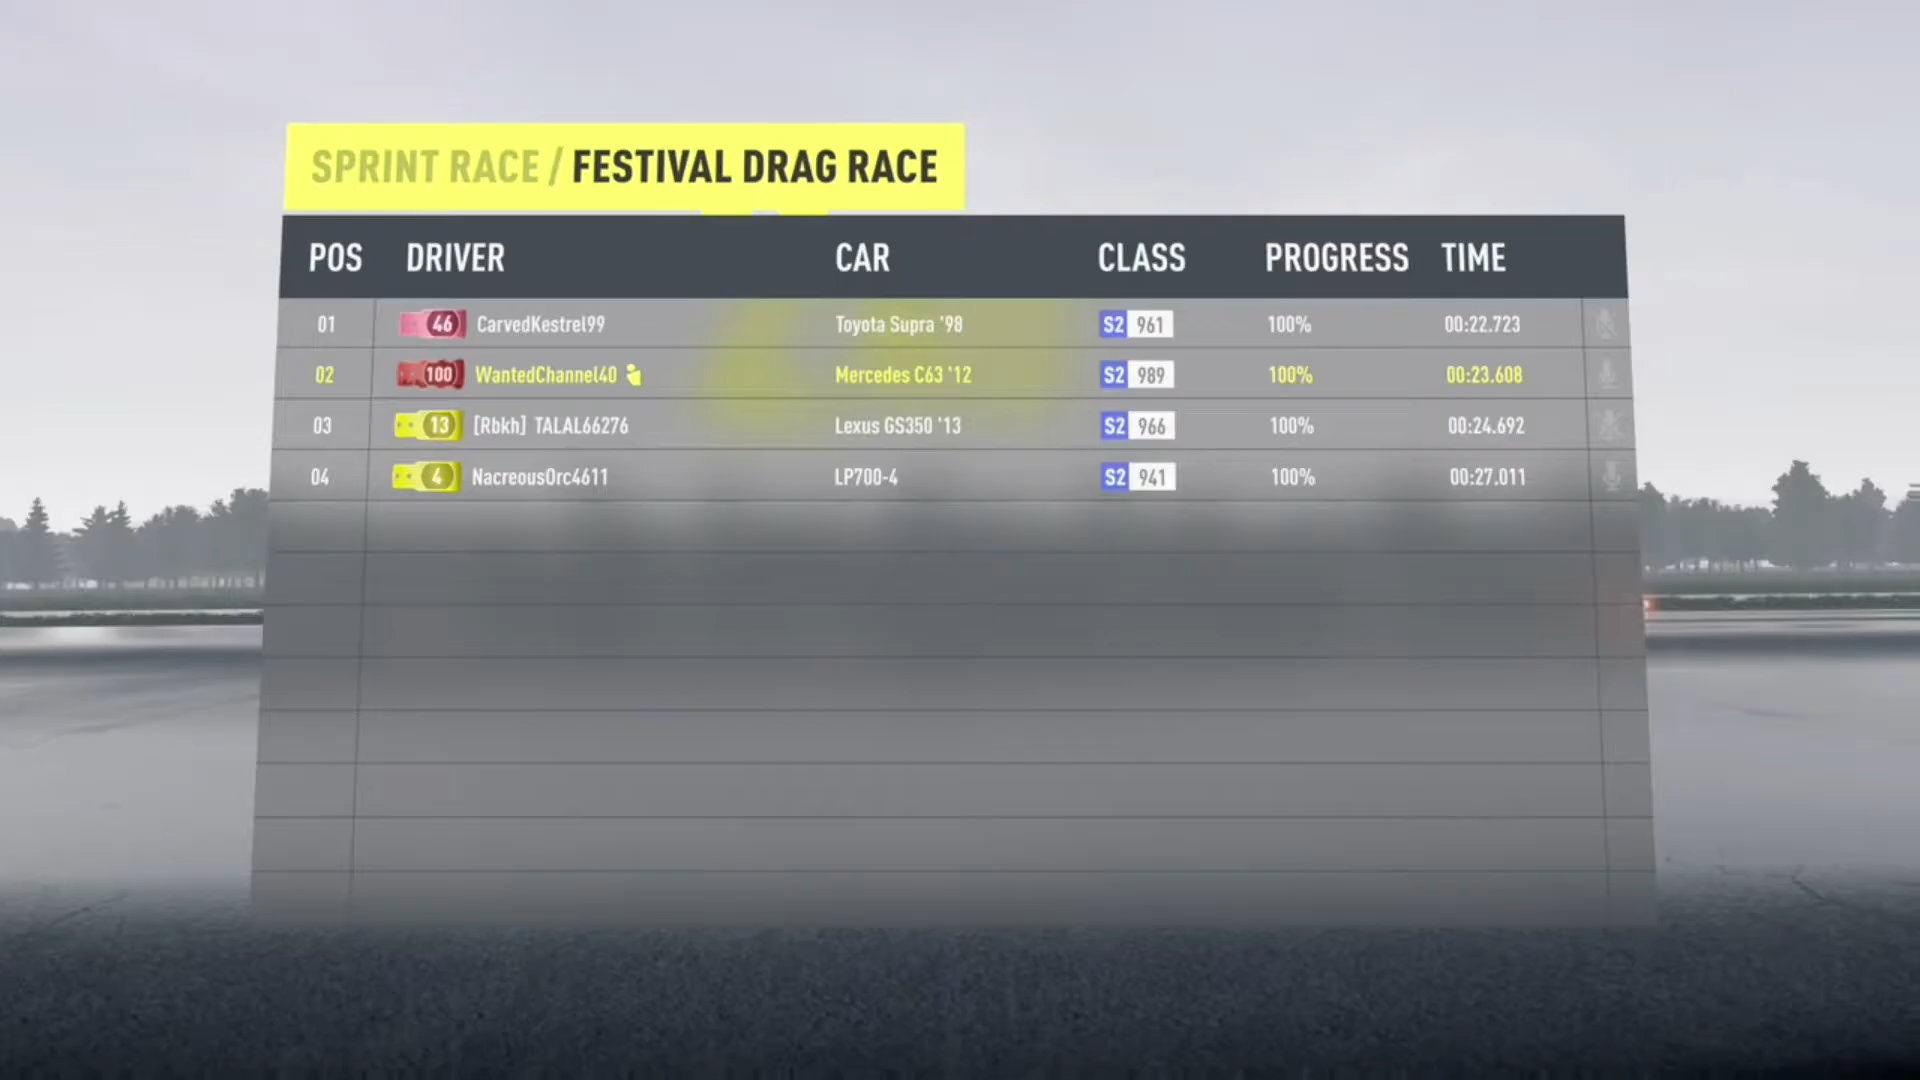 SPRINT RACE / FESTIVAL DRAG RACE
POS DRIVER CAR CLASS PROGRESS TIME
01 46 CarvedKestrel99 Toyota Supra '98 S2 961 100% 00:22.723
02 100 WantedChannel40 Mercedes C63 '12 S2 989 100% 00:23.608
03 13 [Rbkh] TALAL66276 Lexus GS350 '13 S2 966 100% 00:24.692
04 4 NacreousOrc4611 LP700-4 S2 941 100% 00:27.011